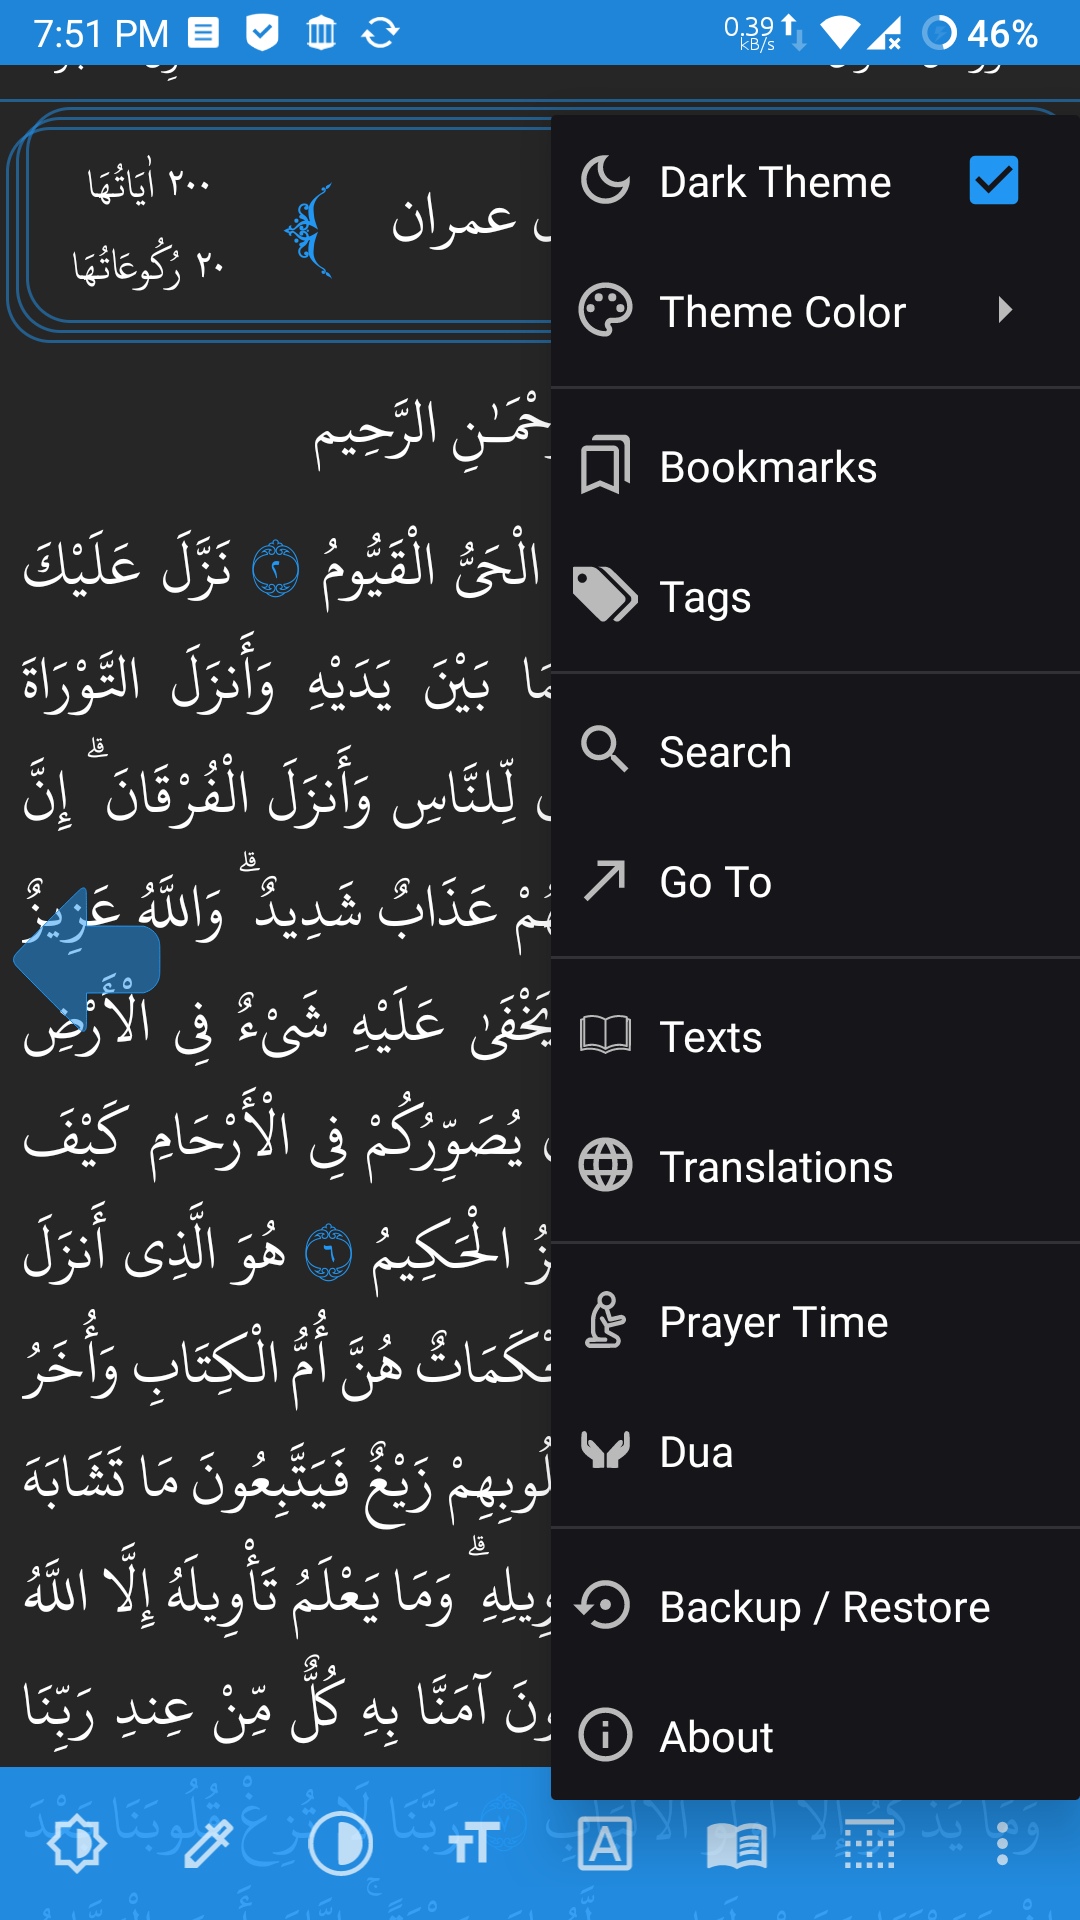 7:51 PM
0.39 kB/s
46%
اٰیَاتُهَا ٢٠٠
رُكُوعَاتُهَا ٢٠
عمران
الرَّحِيمِ
الْحَىُّ الْقَيُّومُ ٢ نَزَّلَ عَلَيْكَ
بَيْنَ يَدَيْهِ وَأَنزَلَ التَّوْرَاةَ
لِّلنَّاسِ وَأَنزَلَ الْفُرْقَانَ ۗ إِنَّ
عَذَابٌ شَدِيدٌ ۗ وَاللَّهُ عَزِيزٌ
يَخْفَىٰ عَلَيْهِ شَىْءٌ فِى الْأَرْضِ
يُصَوِّرُكُمْ فِى الْأَرْحَامِ كَيْفَ
الْحَكِيمُ ٦ هُوَ الَّذِى أَنزَلَ
هُنَّ أُمُّ الْكِتَابِ وَأُخَرُ
زَيْغٌ فَيَتَّبِعُونَ مَا تَشَابَهَ
وَمَا يَعْلَمُ تَأْوِيلَهُ إِلَّا اللَّهُ
آمَنَّا بِهِ كُلٌّ مِّنْ عِندِ رَبِّنَا
Dark Theme
Theme Color
Bookmarks
Tags
Search
Go To
Texts
Translations
Prayer Time
Dua
Backup / Restore
About
رَبَّنَا لَا تُزِغْ قُلُوبَنَا بَعْدَ
TT
A